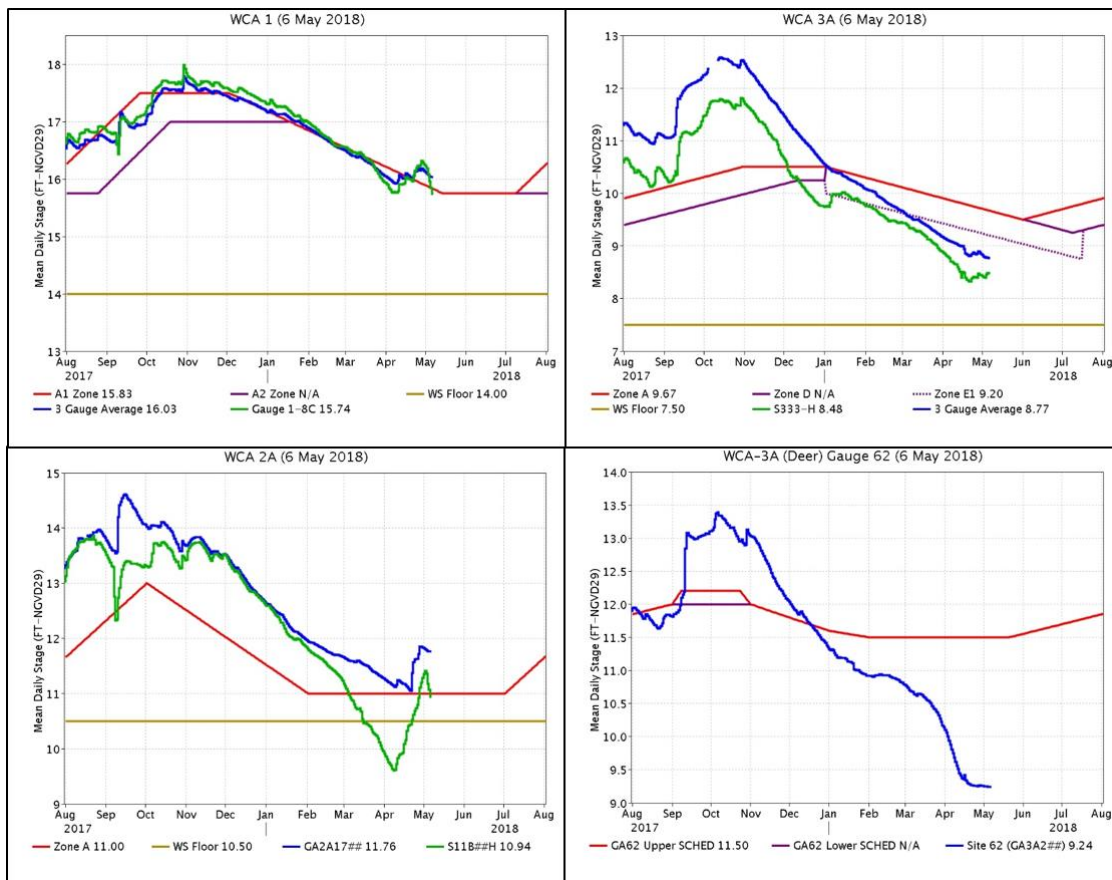 WCA 1 (6 May 2018)
18
17
16
15
14
13
Mean Daily Stage (FT-NGVD29)
Aug Sep Oct Nov Dec Jan Feb Mar Apr May Jun Jul Aug
2017 2018
A1 Zone 15.83 A2 Zone N/A WS Floor 14.00
3 Gauge Average 16.03 Gauge 1-8C 15.74
WCA 3A (6 May 2018)
13
12
11
10
9
8
7
Mean Daily Stage (FT-NGVD29)
Aug Sep Oct Nov Dec Jan Feb Mar Apr May Jun Jul Aug
2017 2018
Zone A 9.67 Zone D N/A Zone E1 9.20
WS Floor 7.50 S333-H 8.48 3 Gauge Average 8.77
WCA 2A (6 May 2018)
15
14
13
12
11
10
9
Mean Daily Stage (FT-NGVD29)
Aug Sep Oct Nov Dec Jan Feb Mar Apr May Jun Jul Aug
2017 2018
Zone A 11.00 WS Floor 10.50 GA2A17## 11.76 S11B##H 10.94
WCA-3A (Deer) Gauge 62 (6 May 2018)
14.0
13.5
13.0
12.5
12.0
11.5
11.0
10.5
10.0
9.5
9.0
Mean Daily Stage (FT-NGVD29)
Aug Sep Oct Nov Dec Jan Feb Mar Apr May Jun Jul Aug
2017 2018
GA62 Upper SCHED 11.50 GA62 Lower SCHED N/A Site 62 (GA3A2##) 9.24